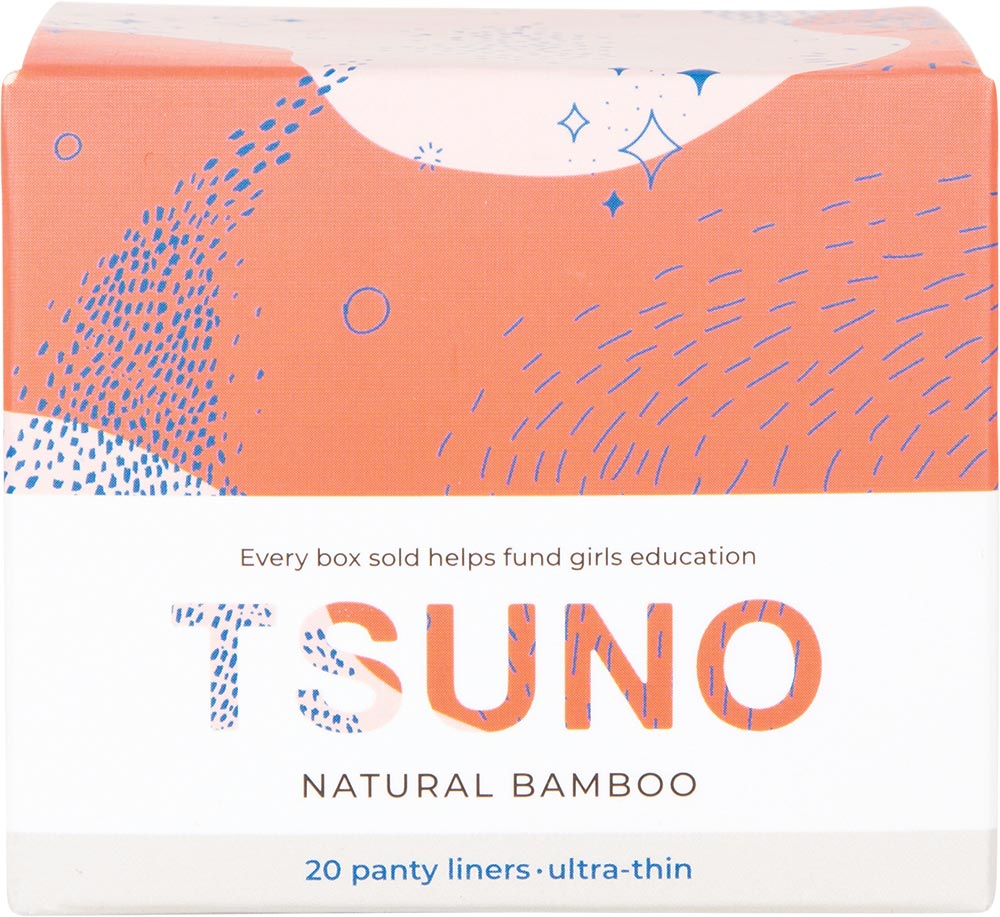 Every box sold helps fund girls education
TSUNO
NATURAL BAMBOO
20 panty liners·ultra-thin